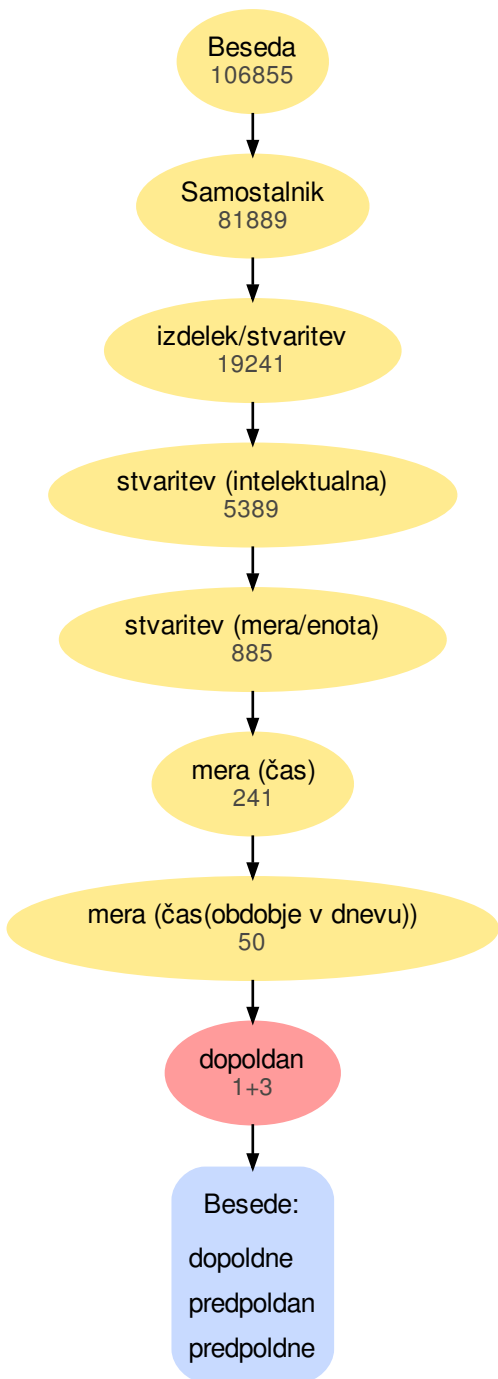 Beseda
106855
Samostalnik
81889
izdelek/stvaritev
19241
stvaritev (intelektualna)
5389
stvaritev (mera/enota)
885
mera (čas)
241
mera (čas(obdobje v dnevu))
50
dopoldan
1+3
Besede:
dopoldne
predpoldan
predpoldne